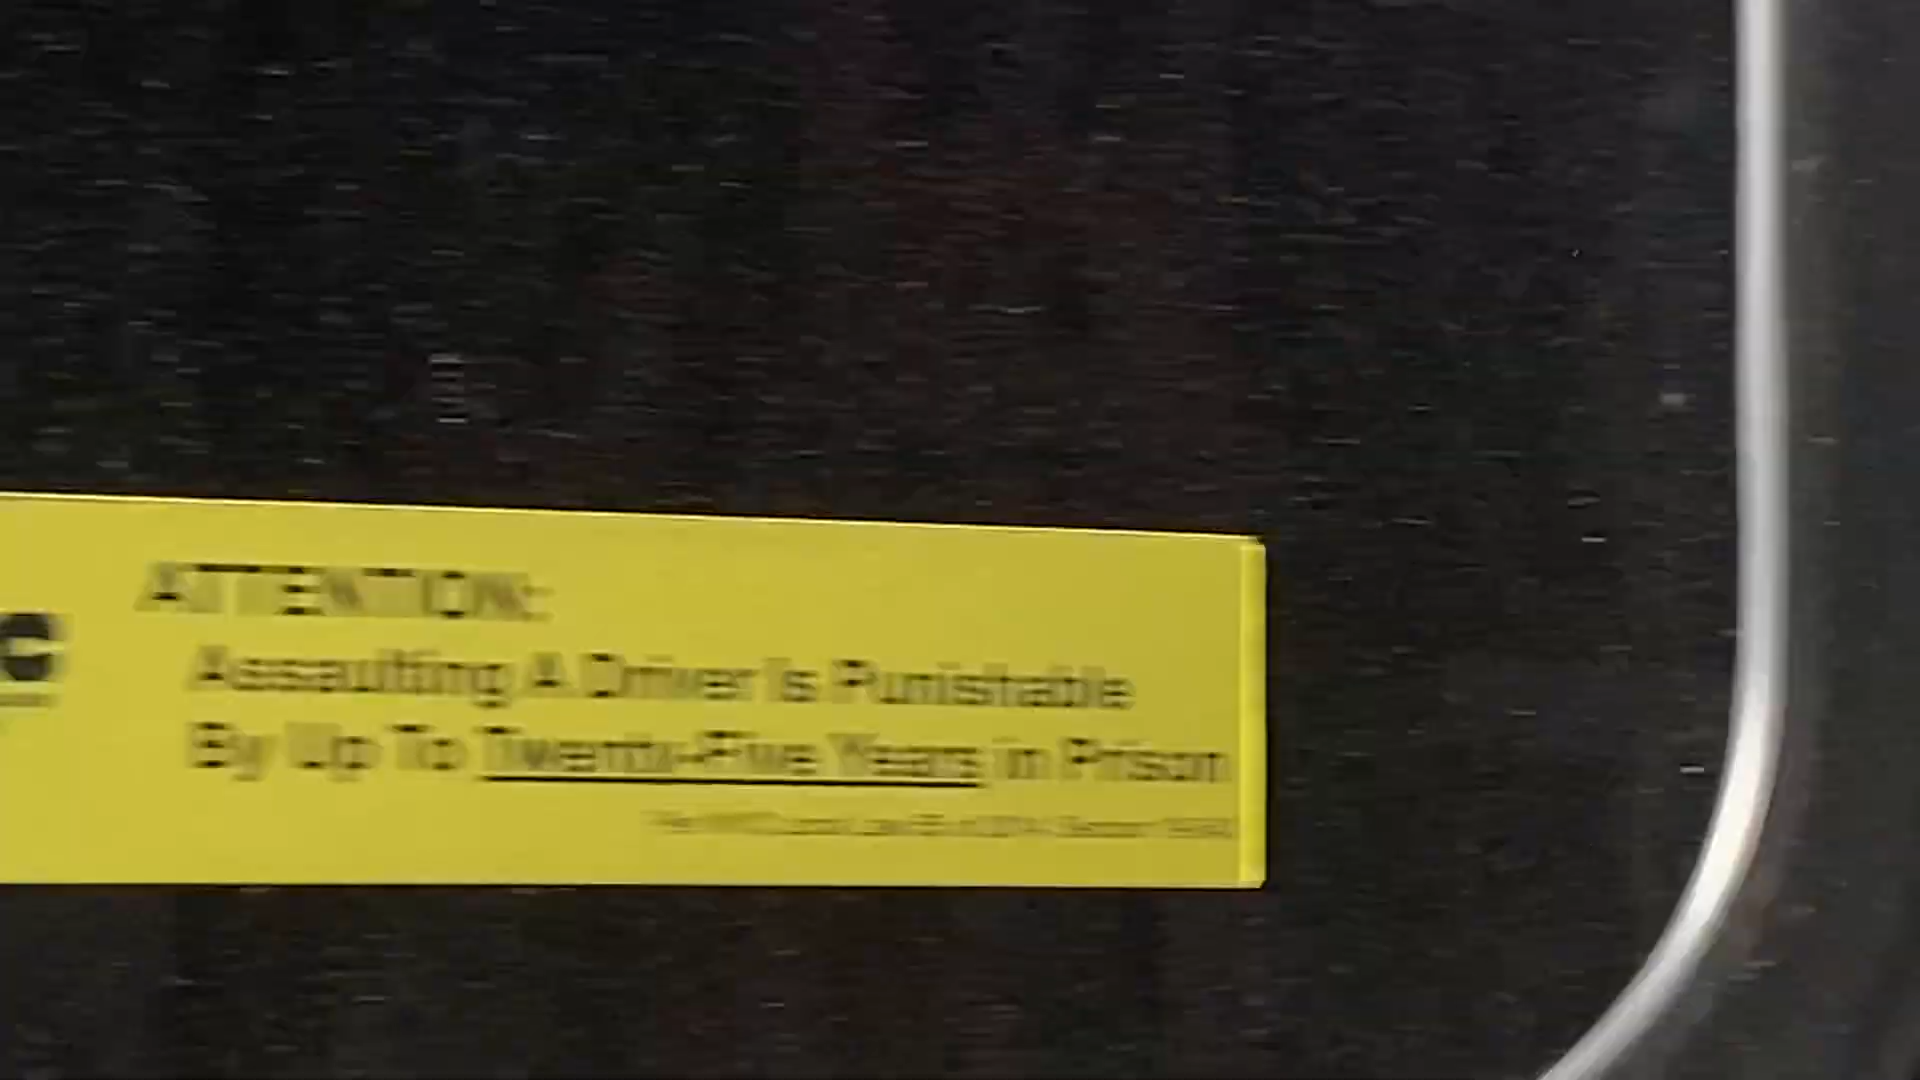 C
ATTENTION:
Assaulting A Driver Is Punishable
By Up To Twenty-Five Years in Prison